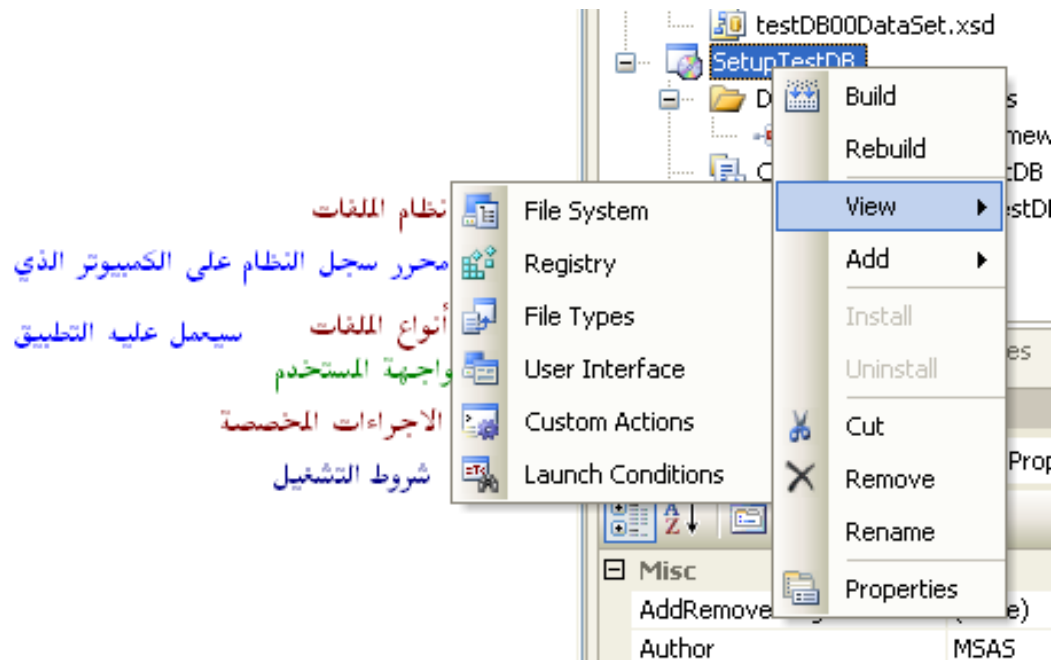 testDB00DataSet.xsd
SetupTestDB
Build
Rebuild
View
Add
Install
Uninstall
Cut
Remove
Rename
Properties
نظام الملفات
File System
محرر سجل النظام على الكمبيوتر الذي
Registry
أنواع الملفات
سيعمل عليه التطبيق
File Types
واجهة المستخدم
User Interface
الاجراءات المخصصة
Custom Actions
شروط التشغيل
Launch Conditions
Misc
Author
MSAS